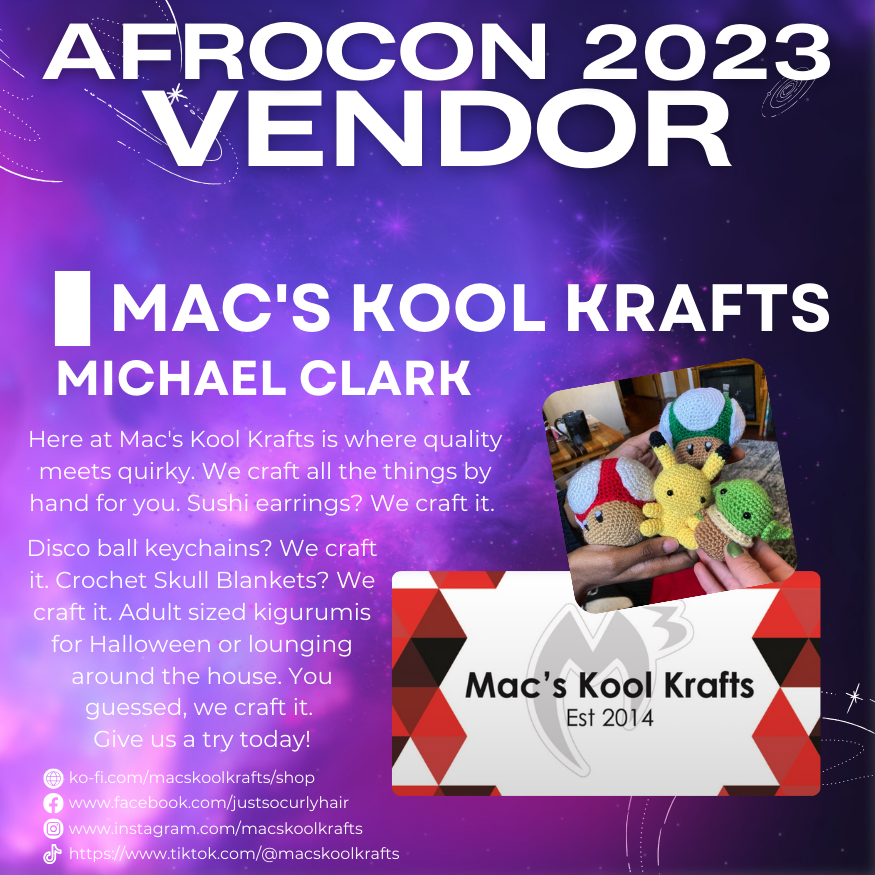 AFROCON 2023
VENDOR
MAC'S KOOL KRAFTS
MICHAEL CLARK
Here at Mac's Kool Krafts is where quality
meets quirky. We craft all the things by
hand for you. Sushi earrings? We craft it.
Disco ball keychains? We craft
it. Crochet Skull Blankets? We
craft it. Adult sized kigurumis
for Halloween or lounging
around the house. You
guessed, we craft it.
Give us a try today!
M3
Mac's Kool Krafts
Est 2014
ko-fi.com/macskoolkrafts/shop
www.facebook.com/justsocurlyhair
www.instagram.com/macskoolkrafts
https://www.tiktok.com/@macskoolkrafts